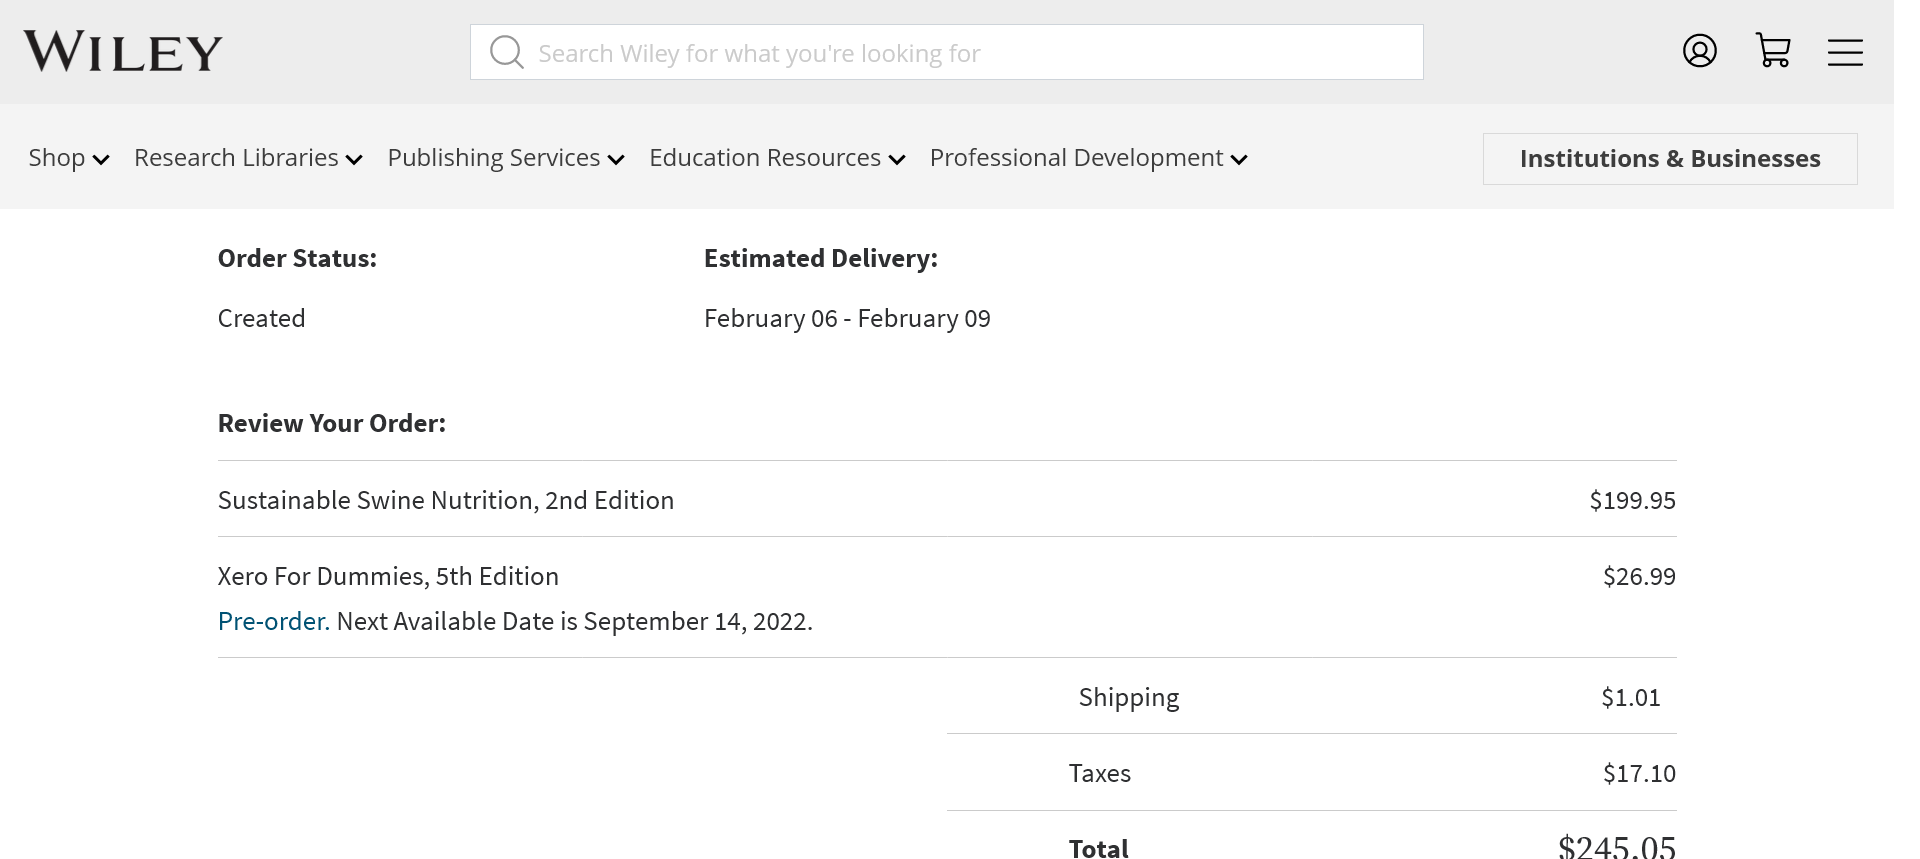 WILEY
Search Wiley for what you're looking for
Shop Research Libraries Publishing Services Education Resources Professional Development Institutions & Businesses
Order Status: Estimated Delivery:
Created February 06 - February 09
Review Your Order:
Sustainable Swine Nutrition, 2nd Edition $199.95
Xero For Dummies, 5th Edition $26.99
Pre-order. Next Available Date is September 14, 2022.
Shipping $1.01
Taxes $17.10
Total $245.05